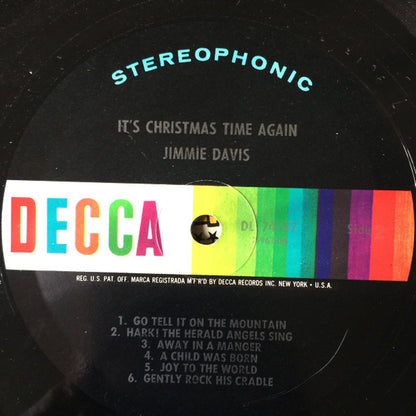 STEREOPHONIC
IT'S CHRISTMAS TIME AGAIN
JIMMIE DAVIS
DECCA
Side
REG. U.S. PAT. OFF. MARCA REGISTRADA M'F'R'D BY DECCA RECORDS INC. NEW YORK • U.S.A.
1. GO TELL IT ON THE MOUNTAIN
2. HARK! THE HERALD ANGELS SING
3. AWAY IN A MANGER
4. A CHILD WAS BORN
5. JOY TO THE WORLD
6. GENTLY ROCK HIS CRADLE